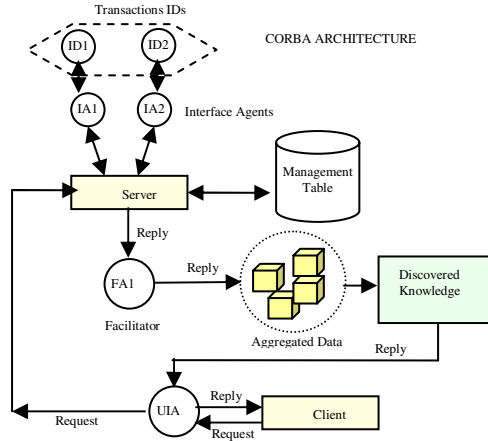 Transactions IDs
CORBA ARCHITECTURE
ID1
ID2
IA1
IA2
Interface Agents
Server
Management
Table
Reply
FA1
Reply
Discovered
Knowledge
Facilitator
Aggregated Data
Reply
UIA
Reply
Client
Request
Request